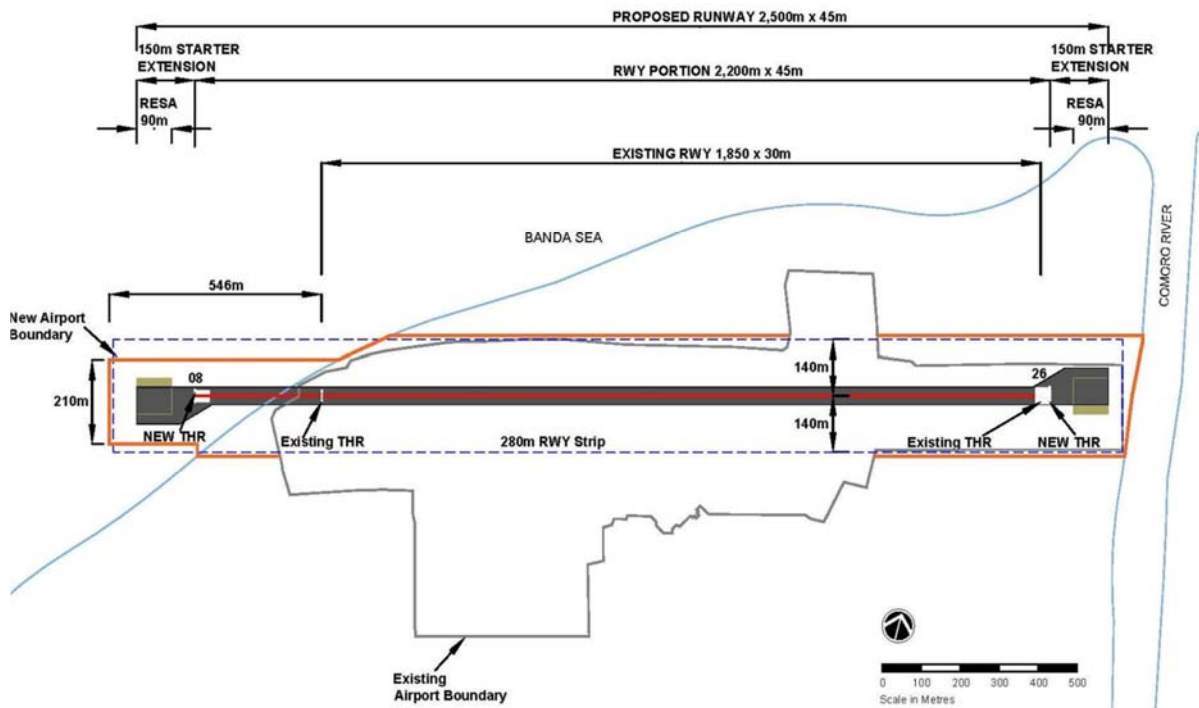 PROPOSED RUNWAY 2,500m x 45m
150m STARTER
EXTENSION
RWY PORTION 2,200m x 45m
150m STARTER
EXTENSION
RESA
90m
RESA
90m
EXISTING RWY 1,850 x 30m
BANDA SEA
COMORO RIVER
546m
New Airport
Boundary
08
26
140m
210m
140m
NEW THR
Existing THR
280m RWY Strip
Existing THR
NEW THR
Existing
Airport Boundary
0 100 200 300 400 500
Scale in Metres